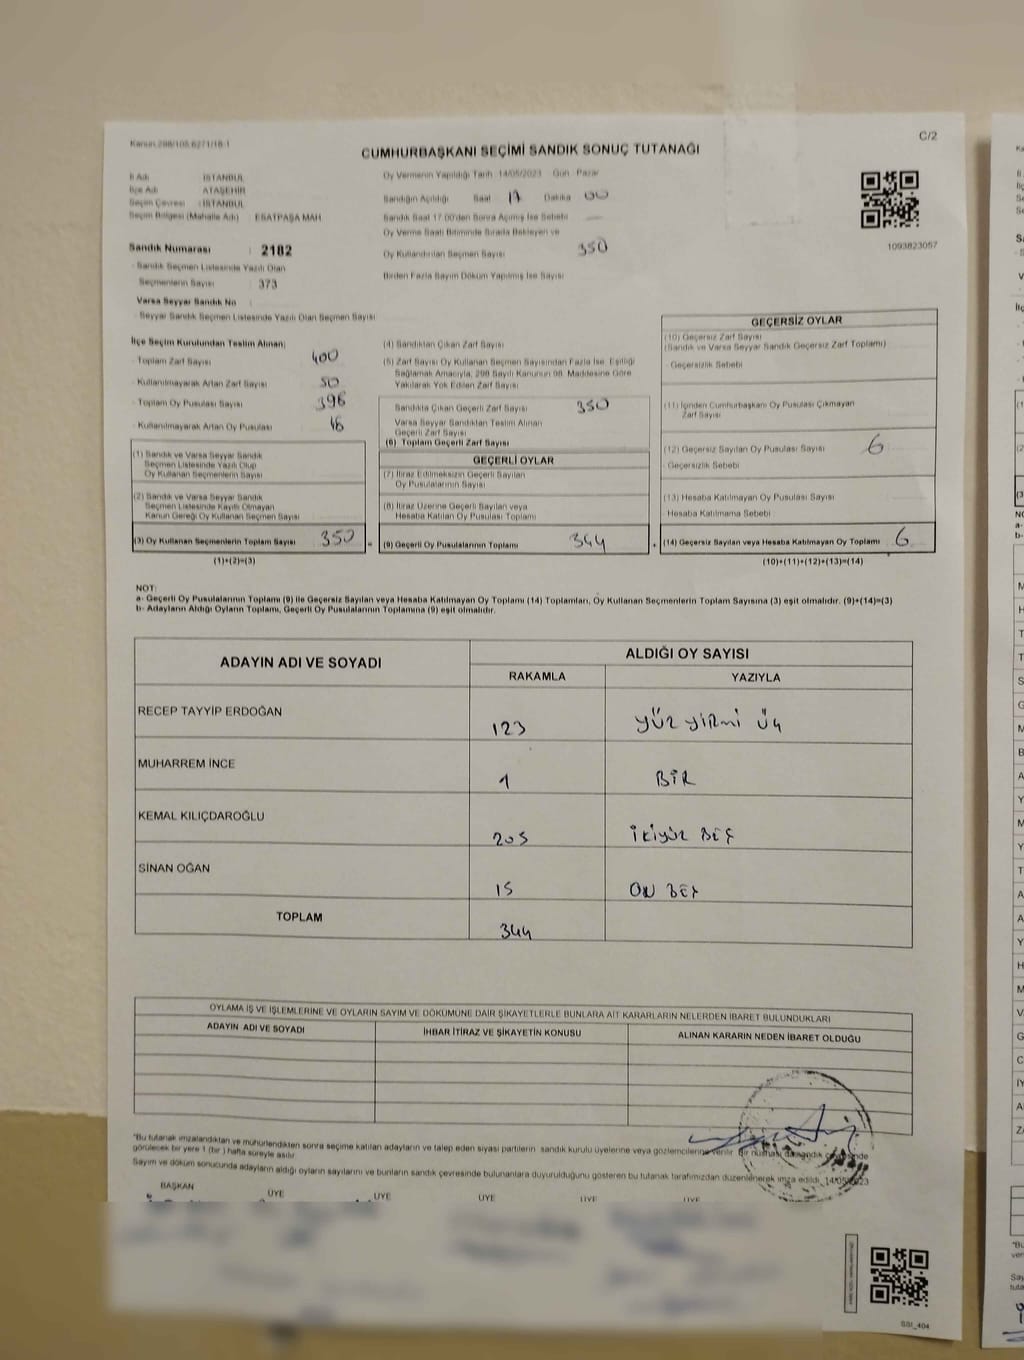 Kanun:298/105,6271/18-1
C/2
CUMHURBAŞKANI SEÇİMİ SANDIK SONUÇ TUTANAĞI
İl Adı : İSTANBUL
İlçe Adı : ATAŞEHİR
Seçim Çevresi : İSTANBUL
Seçim Bölgesi (Mahalle Adı) : ESATPAŞA MAH
Sandık Numarası : 2182
- Sandık Seçmen Listesinde Yazılı Olan
Seçmenlerin Sayısı : 373
Varsa Seyyar Sandık No
- Seyyar Sandık Seçmen Listesinde Yazılı Olan Seçmen Sayısı:
Oy Vermenin Yapıldığı Tarih :14/05/2023 Gün : Pazar
Sandığın Açıldığı Saat 17 Dakika 00
Sandık Saat 17.00'den Sonra Açılmış İse Sebebi
Oy Verme Saati Bitiminde Sırada Bekleyen ve
Oy Kullandırılan Seçmen Sayısı 350
Birden Fazla Sayım Döküm Yapılmış İse Sayısı
1093823057
İlçe Seçim Kurulundan Teslim Alınan;
- Toplam Zarf Sayısı 400
- Kullanılmayarak Artan Zarf Sayısı 50
- Toplam Oy Pusulası Sayısı 396
- Kullanılmayarak Artan Oy Pusulası
(1) Sandık ve Varsa Seyyar Sandık
Seçmen Listesinde Yazılı Olup
Oy Kullanan Seçmenlerin Sayısı
(2) Sandık ve Varsa Seyyar Sandık
Seçmen Listesinde Kayıtlı Olmayan
Kanun Gereği Oy Kullanan Seçmen Sayısı
(3) Oy Kullanan Seçmenlerin Toplam Sayısı 350
(1)+(2)=(3)
(4) Sandıktan Çıkan Zarf Sayısı
(5) Zarf Sayısı Oy Kullanan Seçmen Sayısından Fazla İse, Eşitliği
Sağlamak Amacıyla, 298 Sayılı Kanunun 98. Maddesine Göre
Yakılarak Yok Edilen Zarf Sayısı
Sandıkta Çıkan Geçerli Zarf Sayısı 350
Varsa Seyyar Sandıktan Teslim Alınan
Geçerli Zarf Sayısı
(6) Toplam Geçerli Zarf Sayısı
GEÇERLİ OYLAR
(7) İtiraz Edilmeksizin Geçerli Sayılan
Oy Pusulalarının Sayısı
(8) İtiraz Üzerine Geçerli Sayılan veya
Hesaba Katılan Oy Pusulası Toplamı
(9) Geçerli Oy Pusulalarının Toplamı 344
GEÇERSİZ OYLAR
(10) Geçersiz Zarf Sayısı
(Sandık ve Varsa Seyyar Sandık Geçersiz Zarf Toplamı)
- Geçersizlik Sebebi
(11) İçinden Cumhurbaşkanı Oy Pusulası Çıkmayan
Zarf Sayısı
(12) Geçersiz Sayılan Oy Pusulası Sayısı 6
- Geçersizlik Sebebi
(13) Hesaba Katılmayan Oy Pusulası Sayısı
Hesaba Katılmama Sebebi
(14) Geçersiz Sayılan veya Hesaba Katılmayan Oy Toplamı 6
(10)+(11)+(12)+(13)=(14)
NOT:
a- Geçerli Oy Pusulalarının Toplamı (9) ile Geçersiz Sayılan veya Hesaba Katılmayan Oy Toplamı (14) Toplamları, Oy Kullanan Seçmenlerin Toplam Sayısına (3) eşit olmalıdır. (9)+(14)=(3)
b- Adayların Aldığı Oyların Toplamı, Geçerli Oy Pusulalarının Toplamına (9) eşit olmalıdır.
ADAYIN ADI VE SOYADI
ALDIĞI OY SAYISI
RAKAMLA YAZIYLA
RECEP TAYYİP ERDOĞAN 123 YÜZ YİRMİ ÜÇ
MUHARREM İNCE 1 BİR
KEMAL KILIÇDAROĞLU 205 İKİYÜZ BEŞ
SİNAN OĞAN 15 ON BEŞ
TOPLAM 344
OYLAMA İŞ VE İŞLEMLERİNE VE OYLARIN SAYIM VE DÖKÜMÜNE DAİR ŞİKAYETLERLE BUNLARA AİT KARARLARIN NELERDEN İBARET BULUNDUKLARI
ADAYIN ADI VE SOYADI İHBAR İTİRAZ VE ŞİKAYETİN KONUSU ALINAN KARARIN NEDEN İBARET OLDUĞU
"Bu tutanak imzalandıktan ve mühürlendikten sonra seçime katılan adayların ve talep eden siyasi partilerin sandık kurulu üyelerine veya gözlemcilerine verilir. Bir nüshası da sandık çevresinde
görülecek bir yere 1 (bir) hafta süreyle asılır.
Sayım ve döküm sonucunda adayların aldığı oyların sayılarını ve bunların sandık çevresinde bulunanlara duyurulduğunu gösteren bu tutanak tarafımızdan düzenlenerek imza edildi. 14/05/2023
BAŞKAN ÜYE ÜYE ÜYE ÜYE ÜYE
SSI_404